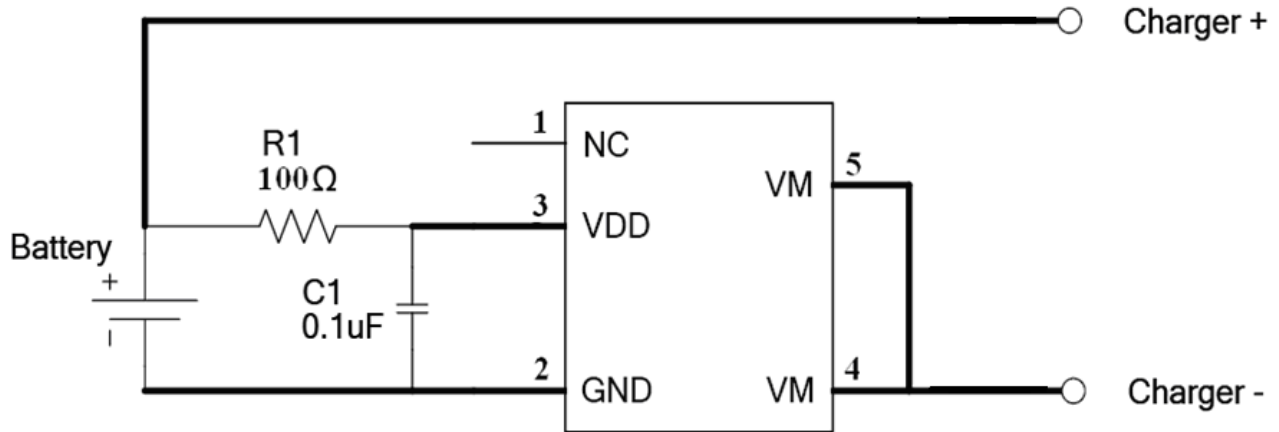 Charger +
1
NC
R1
100Ω
5
VM
3
VDD
Battery
+
C1
0.1uF
-
2
GND
4
VM
Charger -